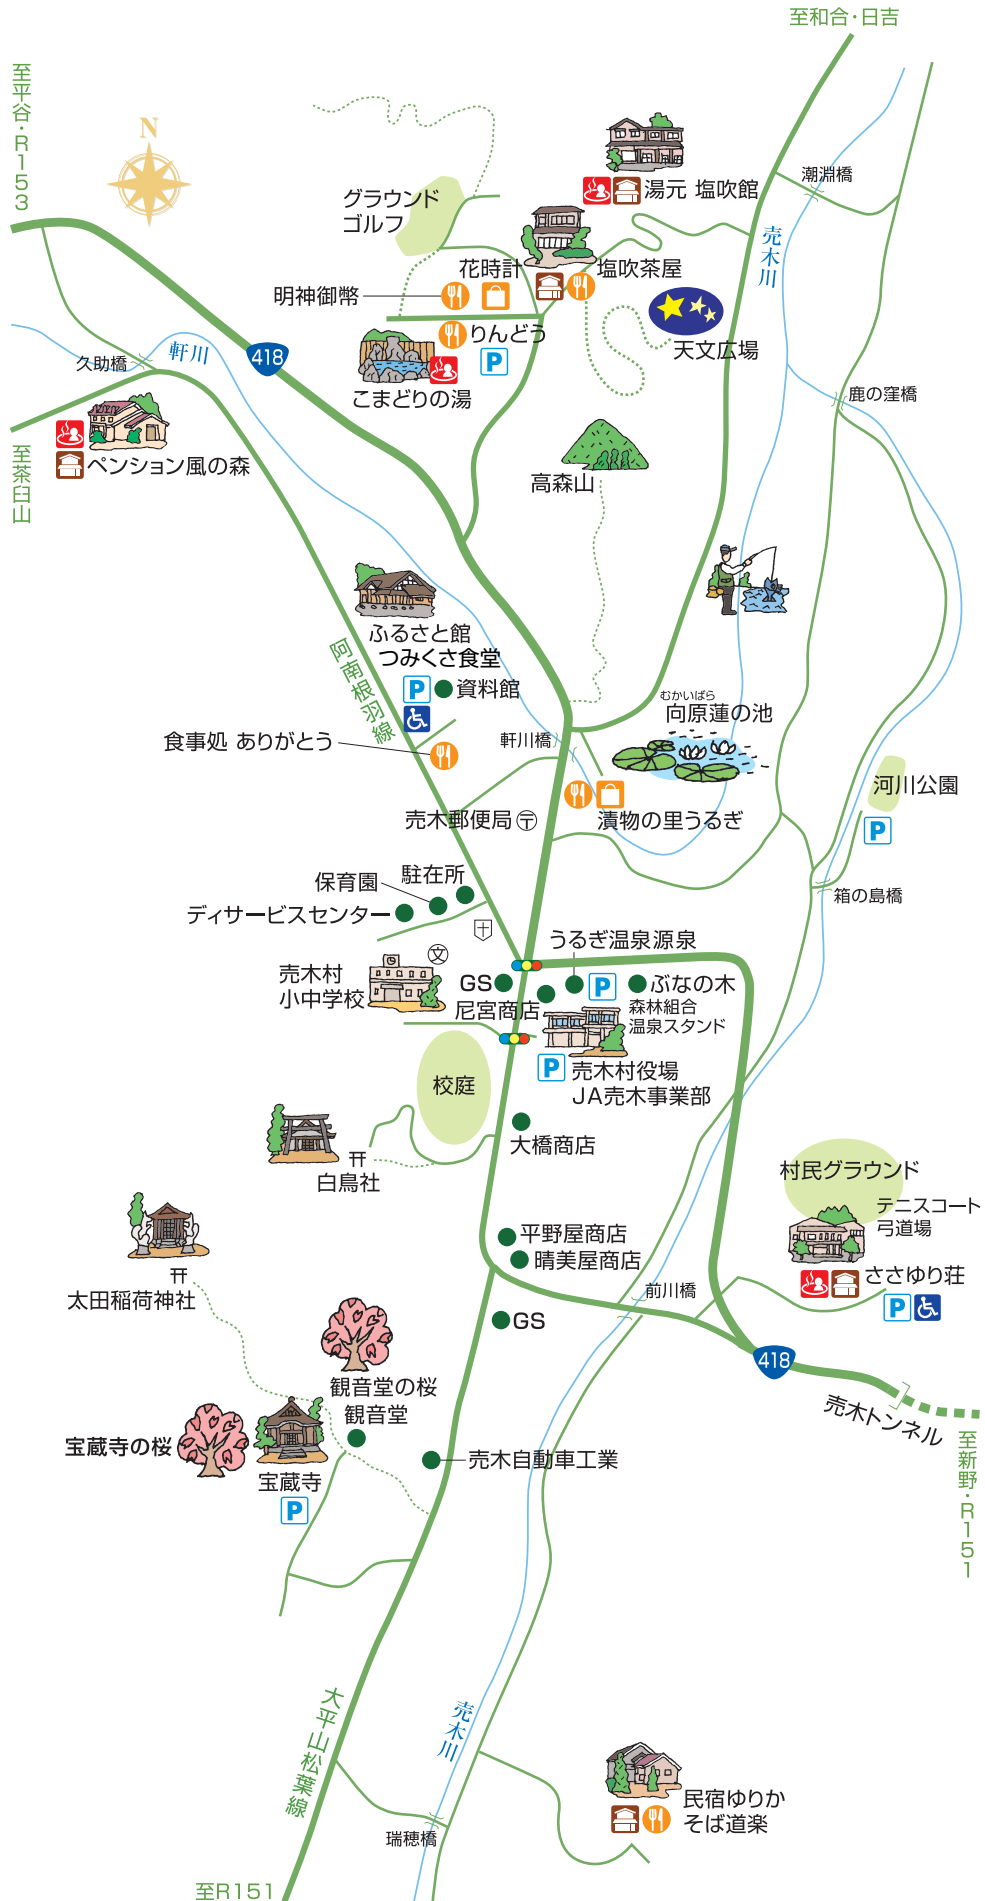 至和合・日吉
至平谷・R153
N
潮淵橋
湯元 塩吹館
グラウンド
ゴルフ
売木川
花時計
塩吹茶屋
明神御幣
りんどう
P
天文広場
軒川
418
久助橋
こまどりの湯
鹿の窪橋
ペンション風の森
至茶臼山
高森山
ふるさと館
つみくさ食堂
阿南根羽線
P
資料館
むかいばら
向原蓮の池
食事処 ありがとう
軒川橋
河川公園
P
漬物の里うるぎ
売木郵便局
〒
駐在所
保育園
ディサービスセンター
箱の島橋
うるぎ温泉源泉
文
売木村
小中学校
GS
P
ぶなの木
尼宮商店
森林組合
温泉スタンド
P
売木村役場
JA売木事業部
校庭
大橋商店
白鳥社
村民グラウンド
テニスコート
弓道場
平野屋商店
晴美屋商店
ささゆり荘
P
太田稲荷神社
前川橋
GS
418
観音堂の桜
観音堂
売木トンネル
宝蔵寺の桜
売木自動車工業
至新野・R151
宝蔵寺
P
大平山松葉線
売木川
民宿ゆりか
そば道楽
瑞穂橋
至R151